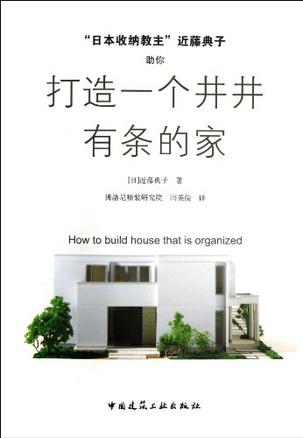 “日本收纳教主”近藤典子
助你
打造一个井井
有条的家
[日]近藤典子 著
博洛尼精装研究院 闫英俊 译
How to build house that is organized
中国建筑工业出版社